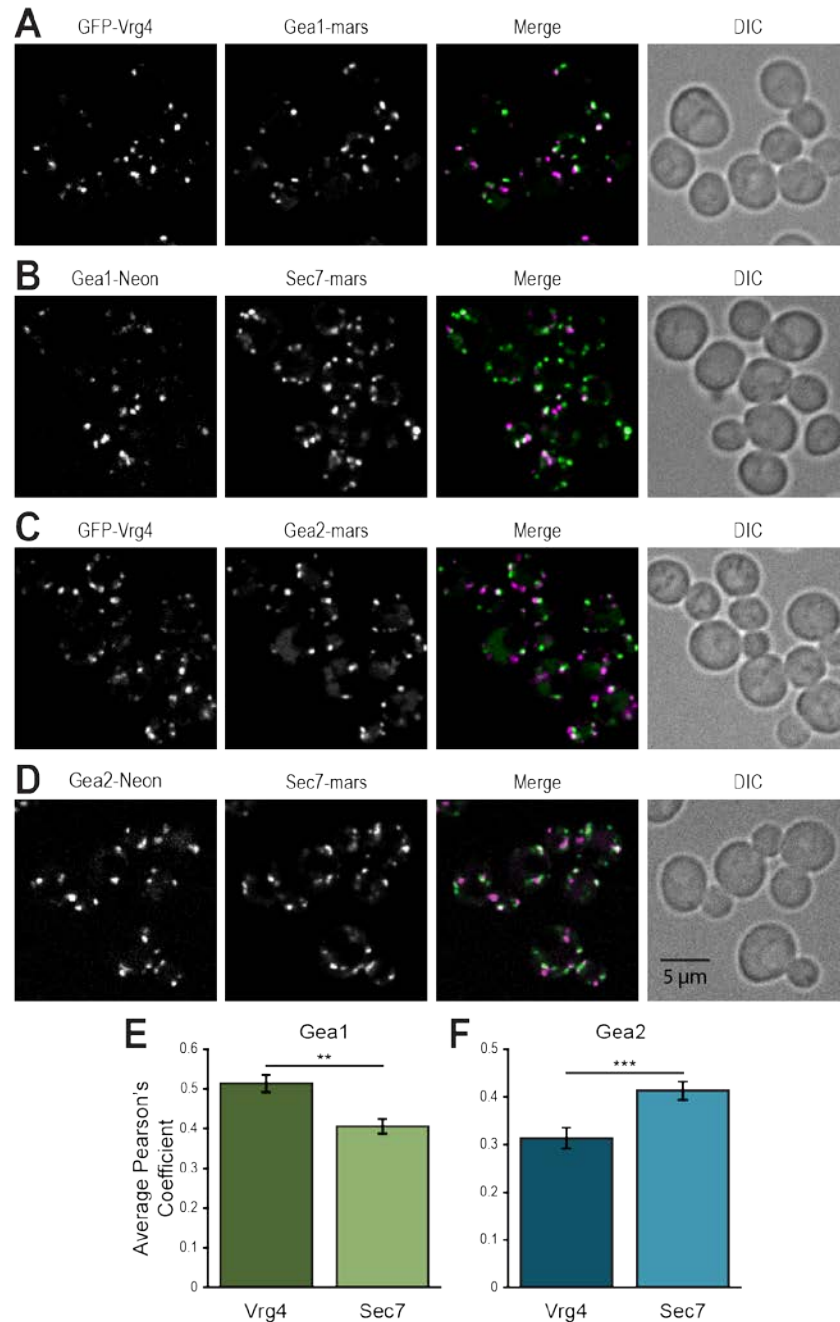 A
GFP-Vrg4 Gea1-mars Merge DIC
B
Gea1-Neon Sec7-mars Merge DIC
C
GFP-Vrg4 Gea2-mars Merge DIC
D
Gea2-Neon Sec7-mars Merge DIC
5 µm
E
Gea1
**
Average Pearson's
Coefficient
0.6
0.5
0.4
0.3
0.2
0.1
0
Vrg4 Sec7
F
Gea2
***
0.5
0.4
0.3
0.2
0.1
0
Vrg4 Sec7